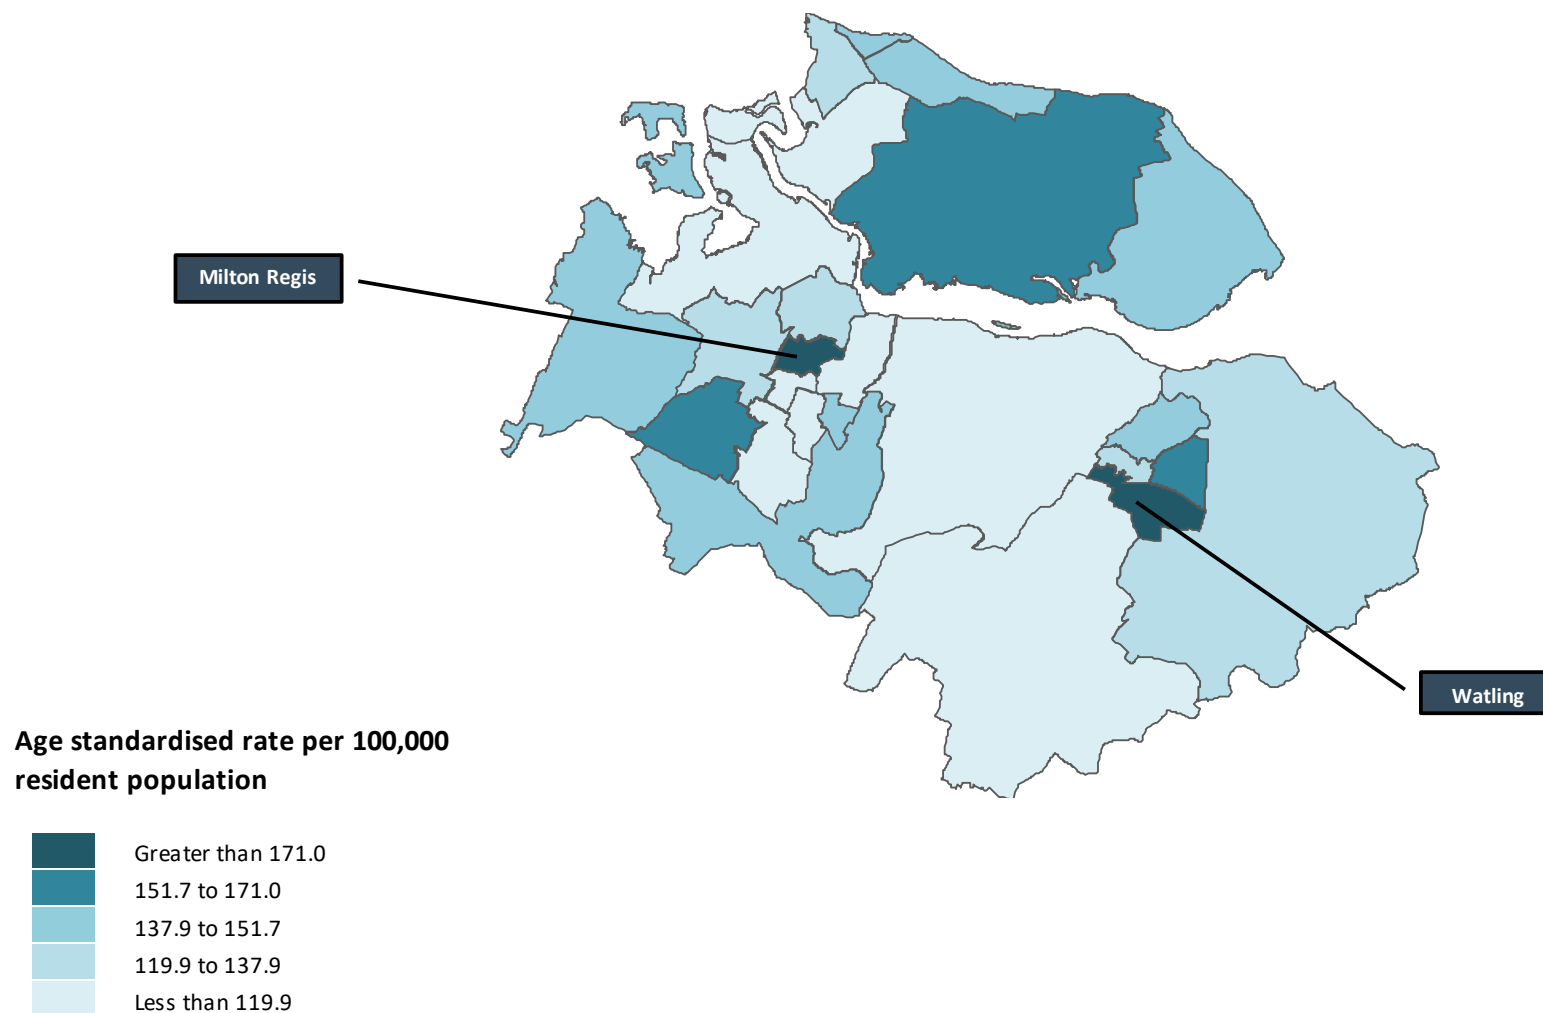 Milton Regis
Watling
Age standardised rate per 100,000
resident population
Greater than 171.0
151.7 to 171.0
137.9 to 151.7
119.9 to 137.9
Less than 119.9